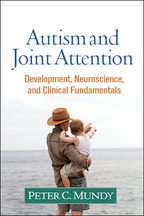 Autism and
Joint Attention
Development, Neuroscience,
and Clinical Fundamentals
PETER C. MUNDY